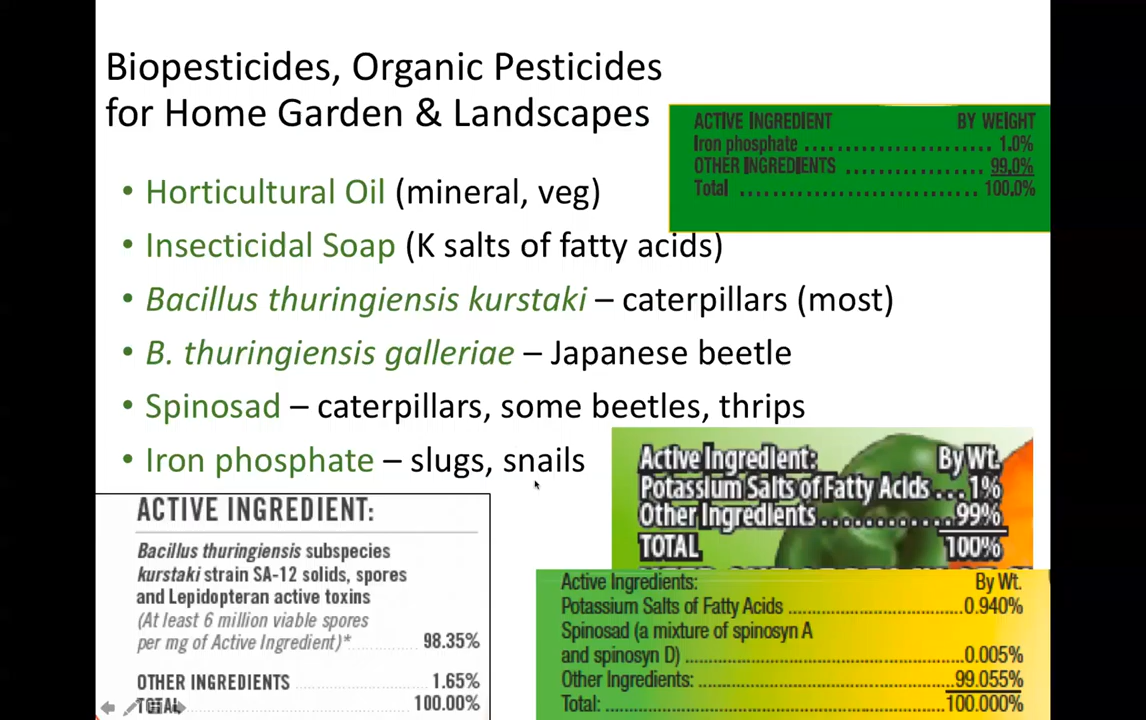 Biopesticides, Organic Pesticides
for Home Garden & Landscapes
ACTIVE INGREDIENT BY WEIGHT
Iron phosphate ........................ 1.0%
OTHER INGREDIENTS .................. 99.0%
Total ................................. 100.0%
• Horticultural Oil (mineral, veg)
• Insecticidal Soap (K salts of fatty acids)
• Bacillus thuringiensis kurstaki – caterpillars (most)
• B. thuringiensis galleriae – Japanese beetle
• Spinosad – caterpillars, some beetles, thrips
• Iron phosphate – slugs, snails
ACTIVE INGREDIENT:
Bacillus thuringiensis subspecies
kurstaki strain SA-12 solids, spores
and Lepidopteran active toxins
(At least 6 million viable spores
per mg of Active Ingredient)* 98.35%
OTHER INGREDIENTS 1.65%
TOTAL 100.00%
Active Ingredient: By Wt.
Potassium Salts of Fatty Acids ... 1%
Other Ingredients ............ 99%
TOTAL 100%
Active Ingredients: By Wt.
Potassium Salts of Fatty Acids ..........................0.940%
Spinosad (a mixture of spinosyn A
and spinosyn D) ..........................................0.005%
Other Ingredients: .......................................99.055%
Total: ...................................................100.000%